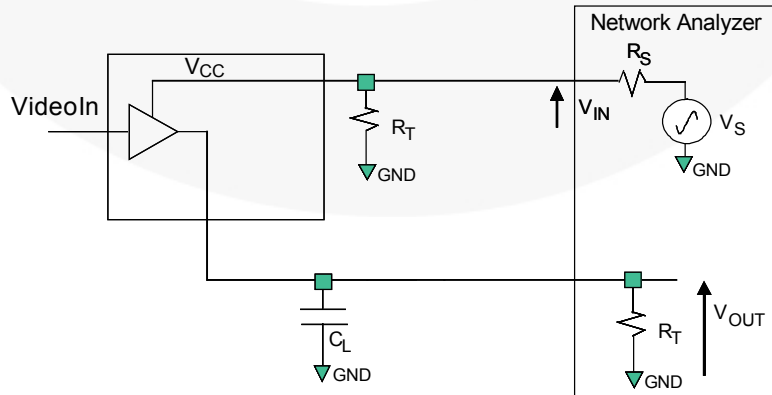 Network Analyzer
VCC
RS
VideoIn
VIN
RT
VS
GND
GND
CL
RT
VOUT
GND
GND